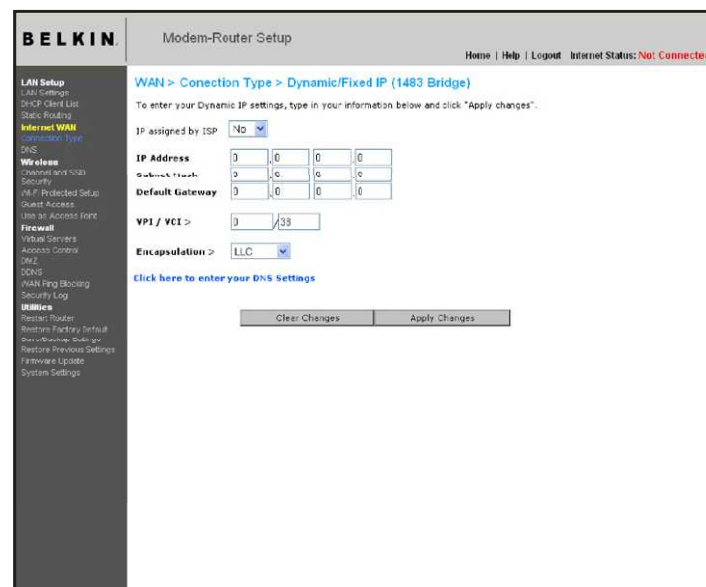 BELKIN.
Modem-Router Setup
Home | Help | Logout Internet Status: Not Connected
LAN Setup
LAN Settings
DHCP Client List
Static Routing
Internet WAN
Connection Type
DNS
Wireless
Channel and SSID
Security
Wi-Fi Protected Setup
Guest Access
Use as Access Point
Firewall
Virtual Servers
Access Control
DMZ
DDNS
WAN Ping Blocking
Security Log
Utilities
Restart Router
Restore Factory Default
Save/Backup Settings
Restore Previous Settings
Firmware Update
System Settings
WAN > Conection Type > Dynamic/Fixed IP (1483 Bridge)
To enter your Dynamic IP settings, type in your information below and click "Apply changes".
IP assigned by ISP No
IP Address 0 .0 .0 .0
Subnet Mask 0 .0 .0 .0
Default Gateway 0 .0 .0 .0
VPI / VCI > 0 /38
Encapsulation > LLC
Click here to enter your DNS Settings
Clear Changes Apply Changes